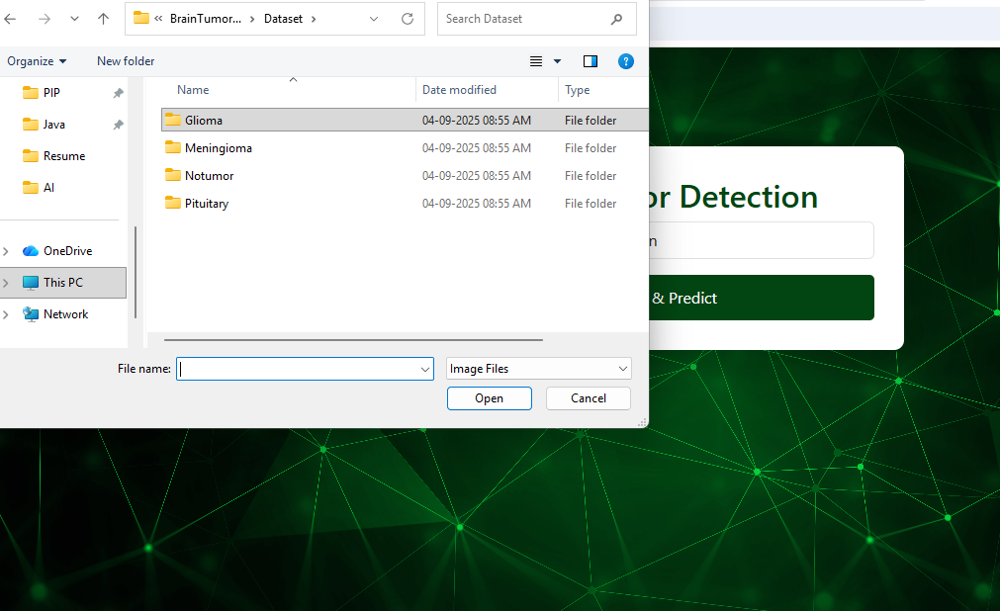 BrainTumor... > Dataset >
Search Dataset
Organize
New folder
Name
Date modified
Type
PIP
Java
Resume
AI
OneDrive
This PC
Network
Glioma 04-09-2025 08:55 AM File folder
Meningioma 04-09-2025 08:55 AM File folder
Notumor 04-09-2025 08:55 AM File folder
Pituitary 04-09-2025 08:55 AM File folder
File name:
Image Files
Open
Cancel
or Detection
n
& Predict